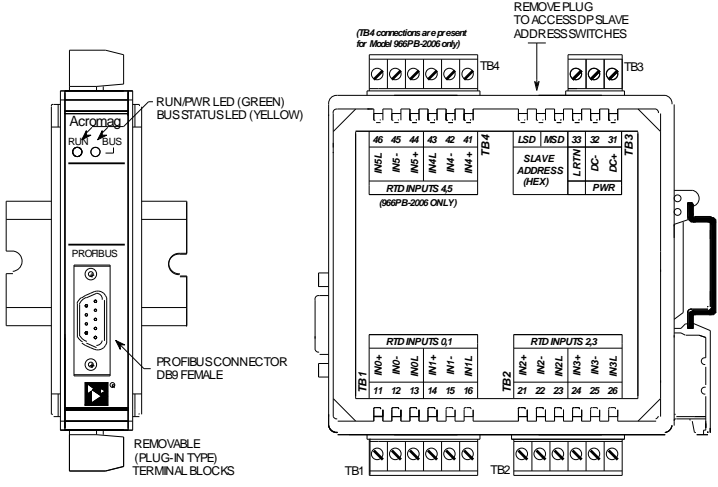 REMOVE PLUG
TO ACCESS DP SLAVE
ADDRESS SWITCHES
(TB4 connections are present
for Model 966PB-2006 only)
TB4
TB3
RUN/PWR LED (GREEN)
BUS STATUS LED (YELLOW)
Acromag
RUN BUS
46 45 44 43 42 41
IN5L IN5- IN5+ IN4L IN4- IN4+
TB4
RTD INPUTS 4,5
(966PB-2006 ONLY)
LSD MSD 33 32 31
SLAVE
ADDRESS
(HEX)
LRTN DC- DC+
PWR
TB3
PROFIBUS
PROFIBUS CONNECTOR
DB9 FEMALE
RTD INPUTS 0,1
IN0+ IN0- IN0L IN1+ IN1- IN1L
11 12 13 14 15 16
TB1
RTD INPUTS 2,3
IN2+ IN2- IN2L IN3+ IN3- IN3L
21 22 23 24 25 26
TB2
REMOVABLE
(PLUG-IN TYPE)
TERMINAL BLOCKS
TB1
TB2